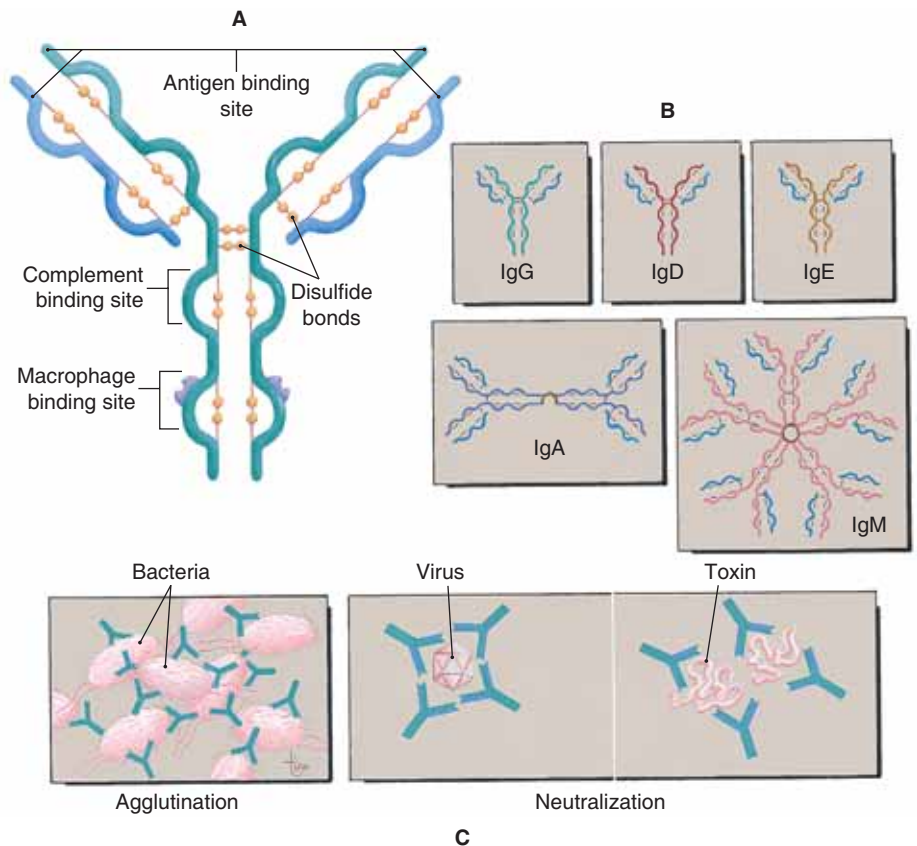 A
Antigen binding
site
Complement
binding site
Disulfide
bonds
Macrophage
binding site
B
IgG
IgD
IgE
IgA
IgM
Bacteria
Virus
Toxin
Agglutination
Neutralization
C